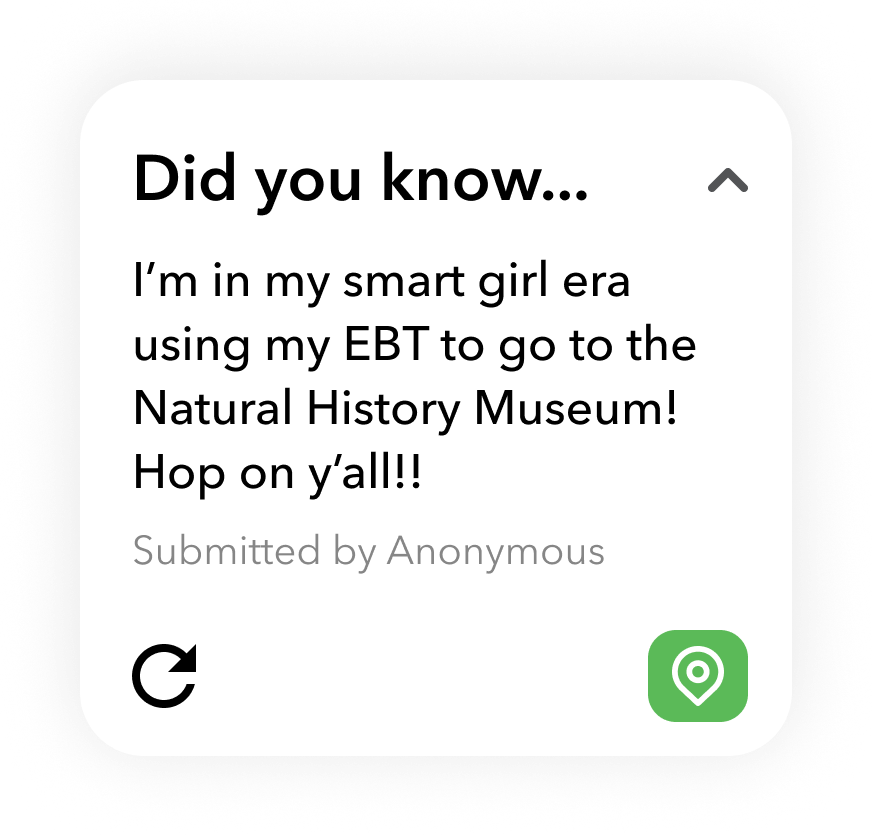 Did you know...
I’m in my smart girl era
using my EBT to go to the
Natural History Museum!
Hop on y’all!!
Submitted by Anonymous